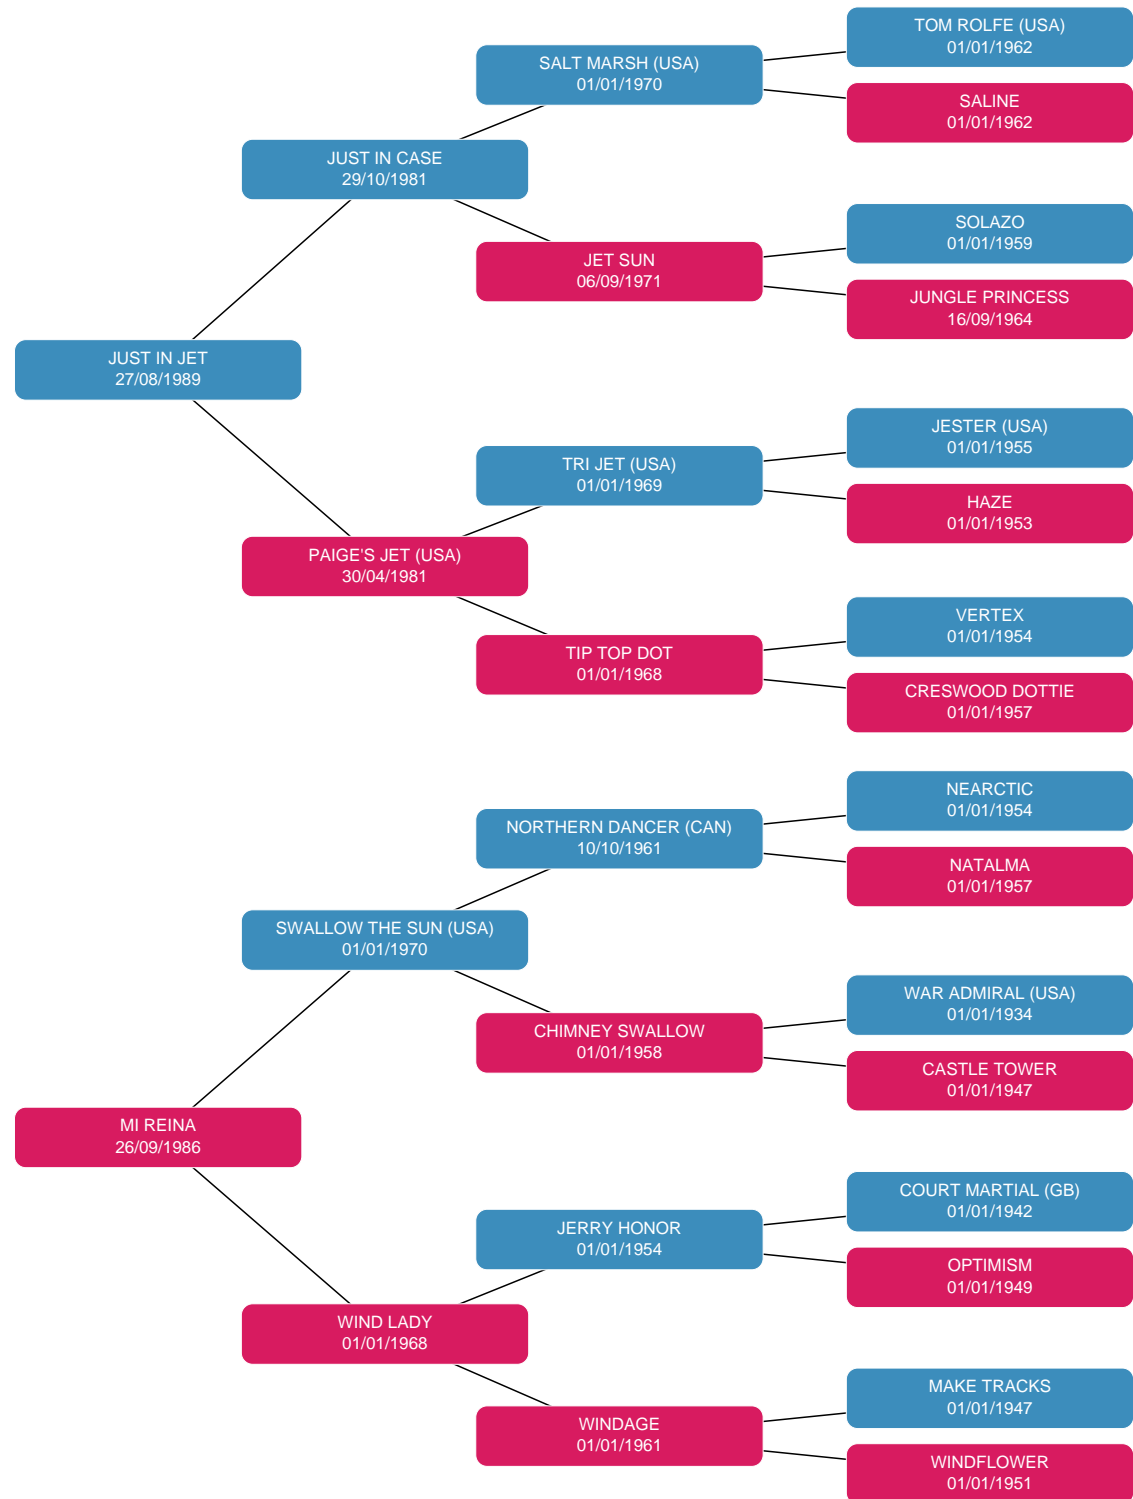 TOM ROLFE (USA)
01/01/1962
SALT MARSH (USA)
01/01/1970
SALINE
01/01/1962
JUST IN CASE
29/10/1981
SOLAZO
01/01/1959
JET SUN
06/09/1971
JUNGLE PRINCESS
16/09/1964
JUST IN JET
27/08/1989
JESTER (USA)
01/01/1955
TRI JET (USA)
01/01/1969
HAZE
01/01/1953
PAIGE'S JET (USA)
30/04/1981
VERTEX
01/01/1954
TIP TOP DOT
01/01/1968
CRESWOOD DOTTIE
01/01/1957
NEARCTIC
01/01/1954
NORTHERN DANCER (CAN)
10/10/1961
NATALMA
01/01/1957
SWALLOW THE SUN (USA)
01/01/1970
WAR ADMIRAL (USA)
01/01/1934
CHIMNEY SWALLOW
01/01/1958
CASTLE TOWER
01/01/1947
MI REINA
26/09/1986
COURT MARTIAL (GB)
01/01/1942
JERRY HONOR
01/01/1954
OPTIMISM
01/01/1949
WIND LADY
01/01/1968
MAKE TRACKS
01/01/1947
WINDAGE
01/01/1961
WINDFLOWER
01/01/1951